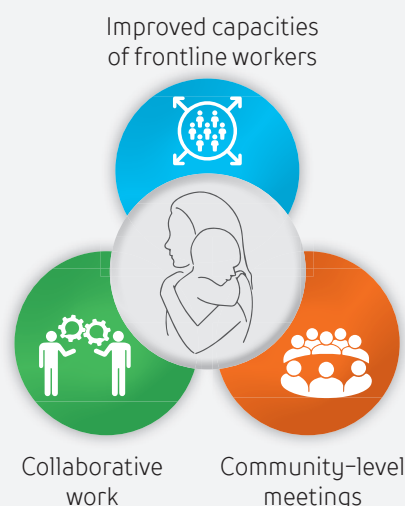 Improved capacities
of frontline workers
Collaborative
work
Community-level
meetings